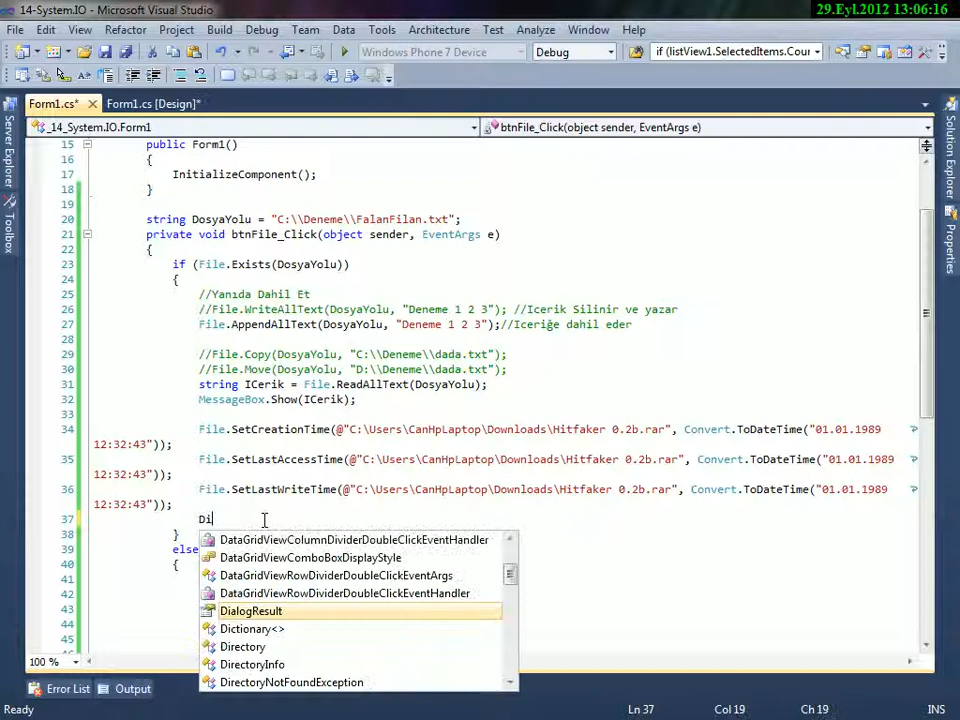 14-System.IO - Microsoft Visual Studio
29.Eyl.2012 13:06:16
File Edit View Refactor Project Build Debug Team Data Tools Architecture Test Analyze Window Help
Windows Phone 7 Device Debug if (listView1.SelectedItems.Cour
Form1.cs* Form1.cs [Design]*
_14_System.IO.Form1 btnFile_Click(object sender, EventArgs e)
15 public Form1()
16 {
17 InitializeComponent();
18 }
19
20 string DosyaYolu = "C:\\Deneme\\FalanFilan.txt";
21 private void btnFile_Click(object sender, EventArgs e)
22 {
23 if (File.Exists(DosyaYolu))
24 {
25 //Yanıda Dahil Et
26 //File.WriteAllText(DosyaYolu, "Deneme 1 2 3"); //Icerik Silinir ve yazar
27 File.AppendAllText(DosyaYolu, "Deneme 1 2 3");//Iceriğe dahil eder
28
29 //File.Copy(DosyaYolu, "C:\\Deneme\\dada.txt");
30 //File.Move(DosyaYolu, "D:\\Deneme\\dada.txt");
31 string ICerik = File.ReadAllText(DosyaYolu);
32 MessageBox.Show(ICerik);
33
34 File.SetCreationTime(@"C:\Users\CanHpLaptop\Downloads\Hitfaker 0.2b.rar", Convert.ToDateTime("01.01.1989
12:32:43"));
35 File.SetLastAccessTime(@"C:\Users\CanHpLaptop\Downloads\Hitfaker 0.2b.rar", Convert.ToDateTime("01.01.1989
12:32:43"));
36 File.SetLastWriteTime(@"C:\Users\CanHpLaptop\Downloads\Hitfaker 0.2b.rar", Convert.ToDateTime("01.01.1989
12:32:43"));
37 Di
38 }
39 else
40 {
41
42
43
44
45
DataGridViewColumnDividerDoubleClickEventHandler
DataGridViewComboBoxDisplayStyle
DataGridViewRowDividerDoubleClickEventArgs
DataGridViewRowDividerDoubleClickEventHandler
DialogResult
Dictionary<>
Directory
DirectoryInfo
DirectoryNotFoundException
Server Explorer
Toolbox
Solution Explorer
Properties
100 %
Error List Output
Ln 37 Col 19 Ch 19 INS